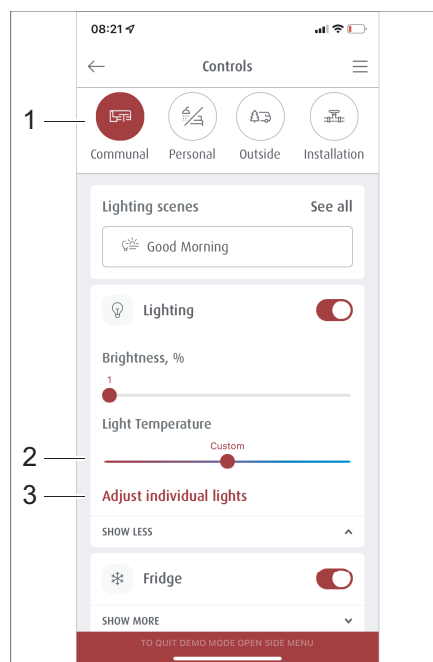 08:21
Controls
1
Communal Personal Outside Installation
Lighting scenes See all
Good Morning
Lighting
Brightness, %
1
Light Temperature
Custom
2
3 Adjust individual lights
SHOW LESS
Fridge
SHOW MORE
TO QUIT DEMO MODE OPEN SIDE MENU